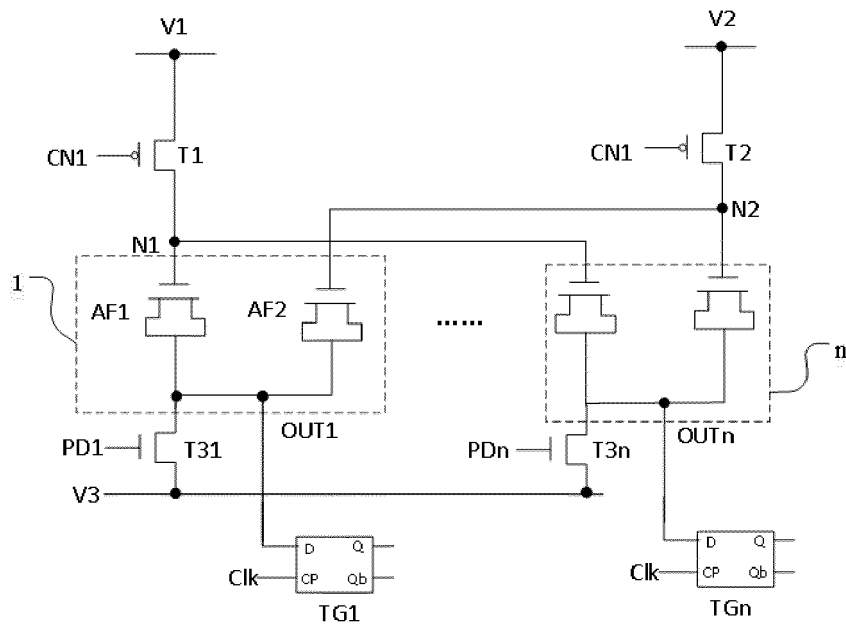 V1
V2
CN1
T1
CN1
T2
N1
N2
1
AF1
AF2
......
n
PD1
T31
OUT1
PDn
T3n
OUTn
V3
D
Q
Clk
CP
Qb
TG1
D
Q
Clk
CP
Qb
TGn